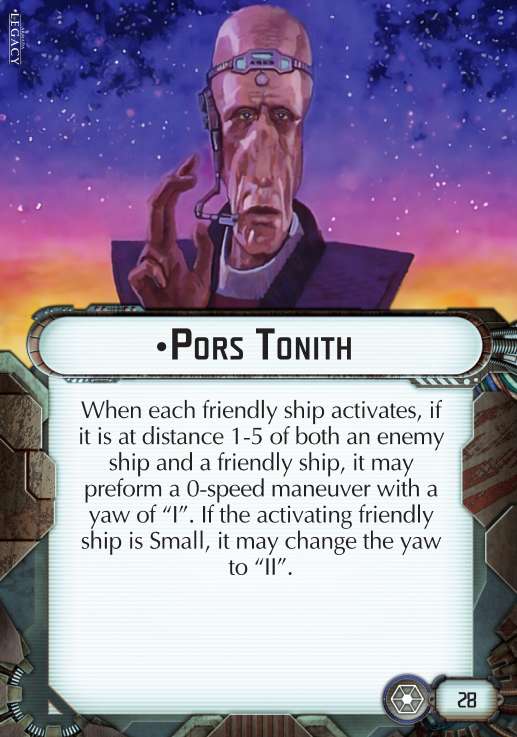 LEGACY
•PORS TONITH
When each friendly ship activates, if
it is at distance 1-5 of both an enemy
ship and a friendly ship, it may
preform a 0-speed maneuver with a
yaw of “I”. If the activating friendly
ship is Small, it may change the yaw
to “II”.
28